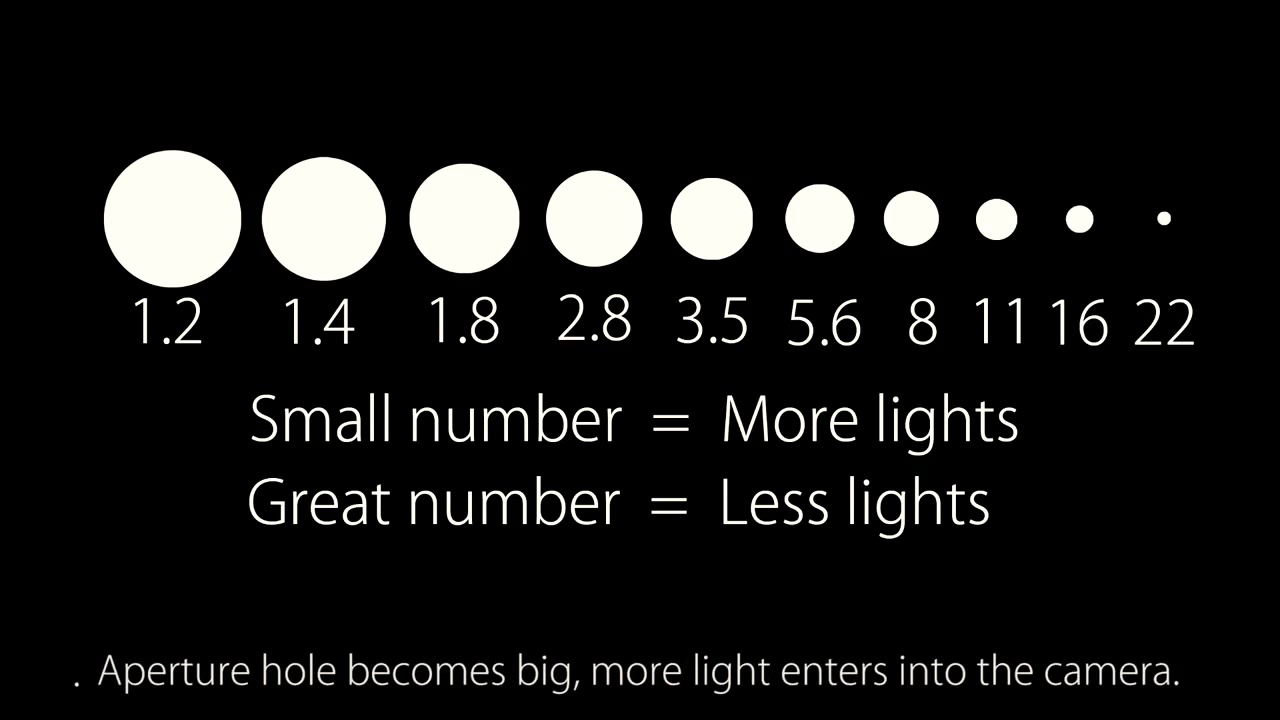 1.2 1.4 1.8 2.8 3.5 5.6 8 11 16 22
Small number = More lights
Great number = Less lights
. Aperture hole becomes big, more light enters into the camera.